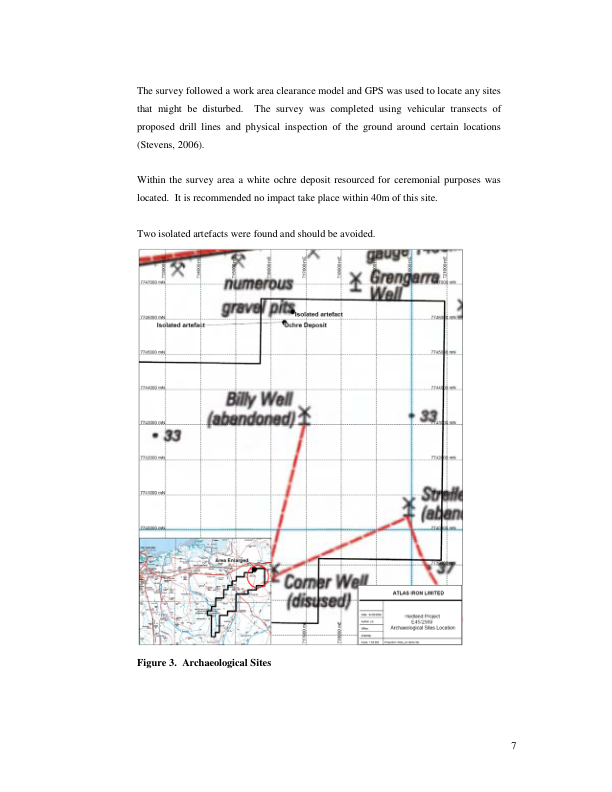 The survey followed a work area clearance model and GPS was used to locate any sites
that might be disturbed. The survey was completed using vehicular transects of
proposed drill lines and physical inspection of the ground around certain locations
(Stevens, 2006).
Within the survey area a white ochre deposit resourced for ceremonial purposes was
located. It is recommended no impact take place within 40m of this site.
Two isolated artefacts were found and should be avoided.
gauge
numerous
Grengarra
Well
gravel pits
Isolated artefact
Isolated artefact
Ochre Deposit
Billy Well
(abandoned)
33
33
Corner Well
(disused)
37
Area Enlarged
ATLAS IRON LIMITED
Hedland Project
Archaeological Sites Location
Figure 3. Archaeological Sites
7